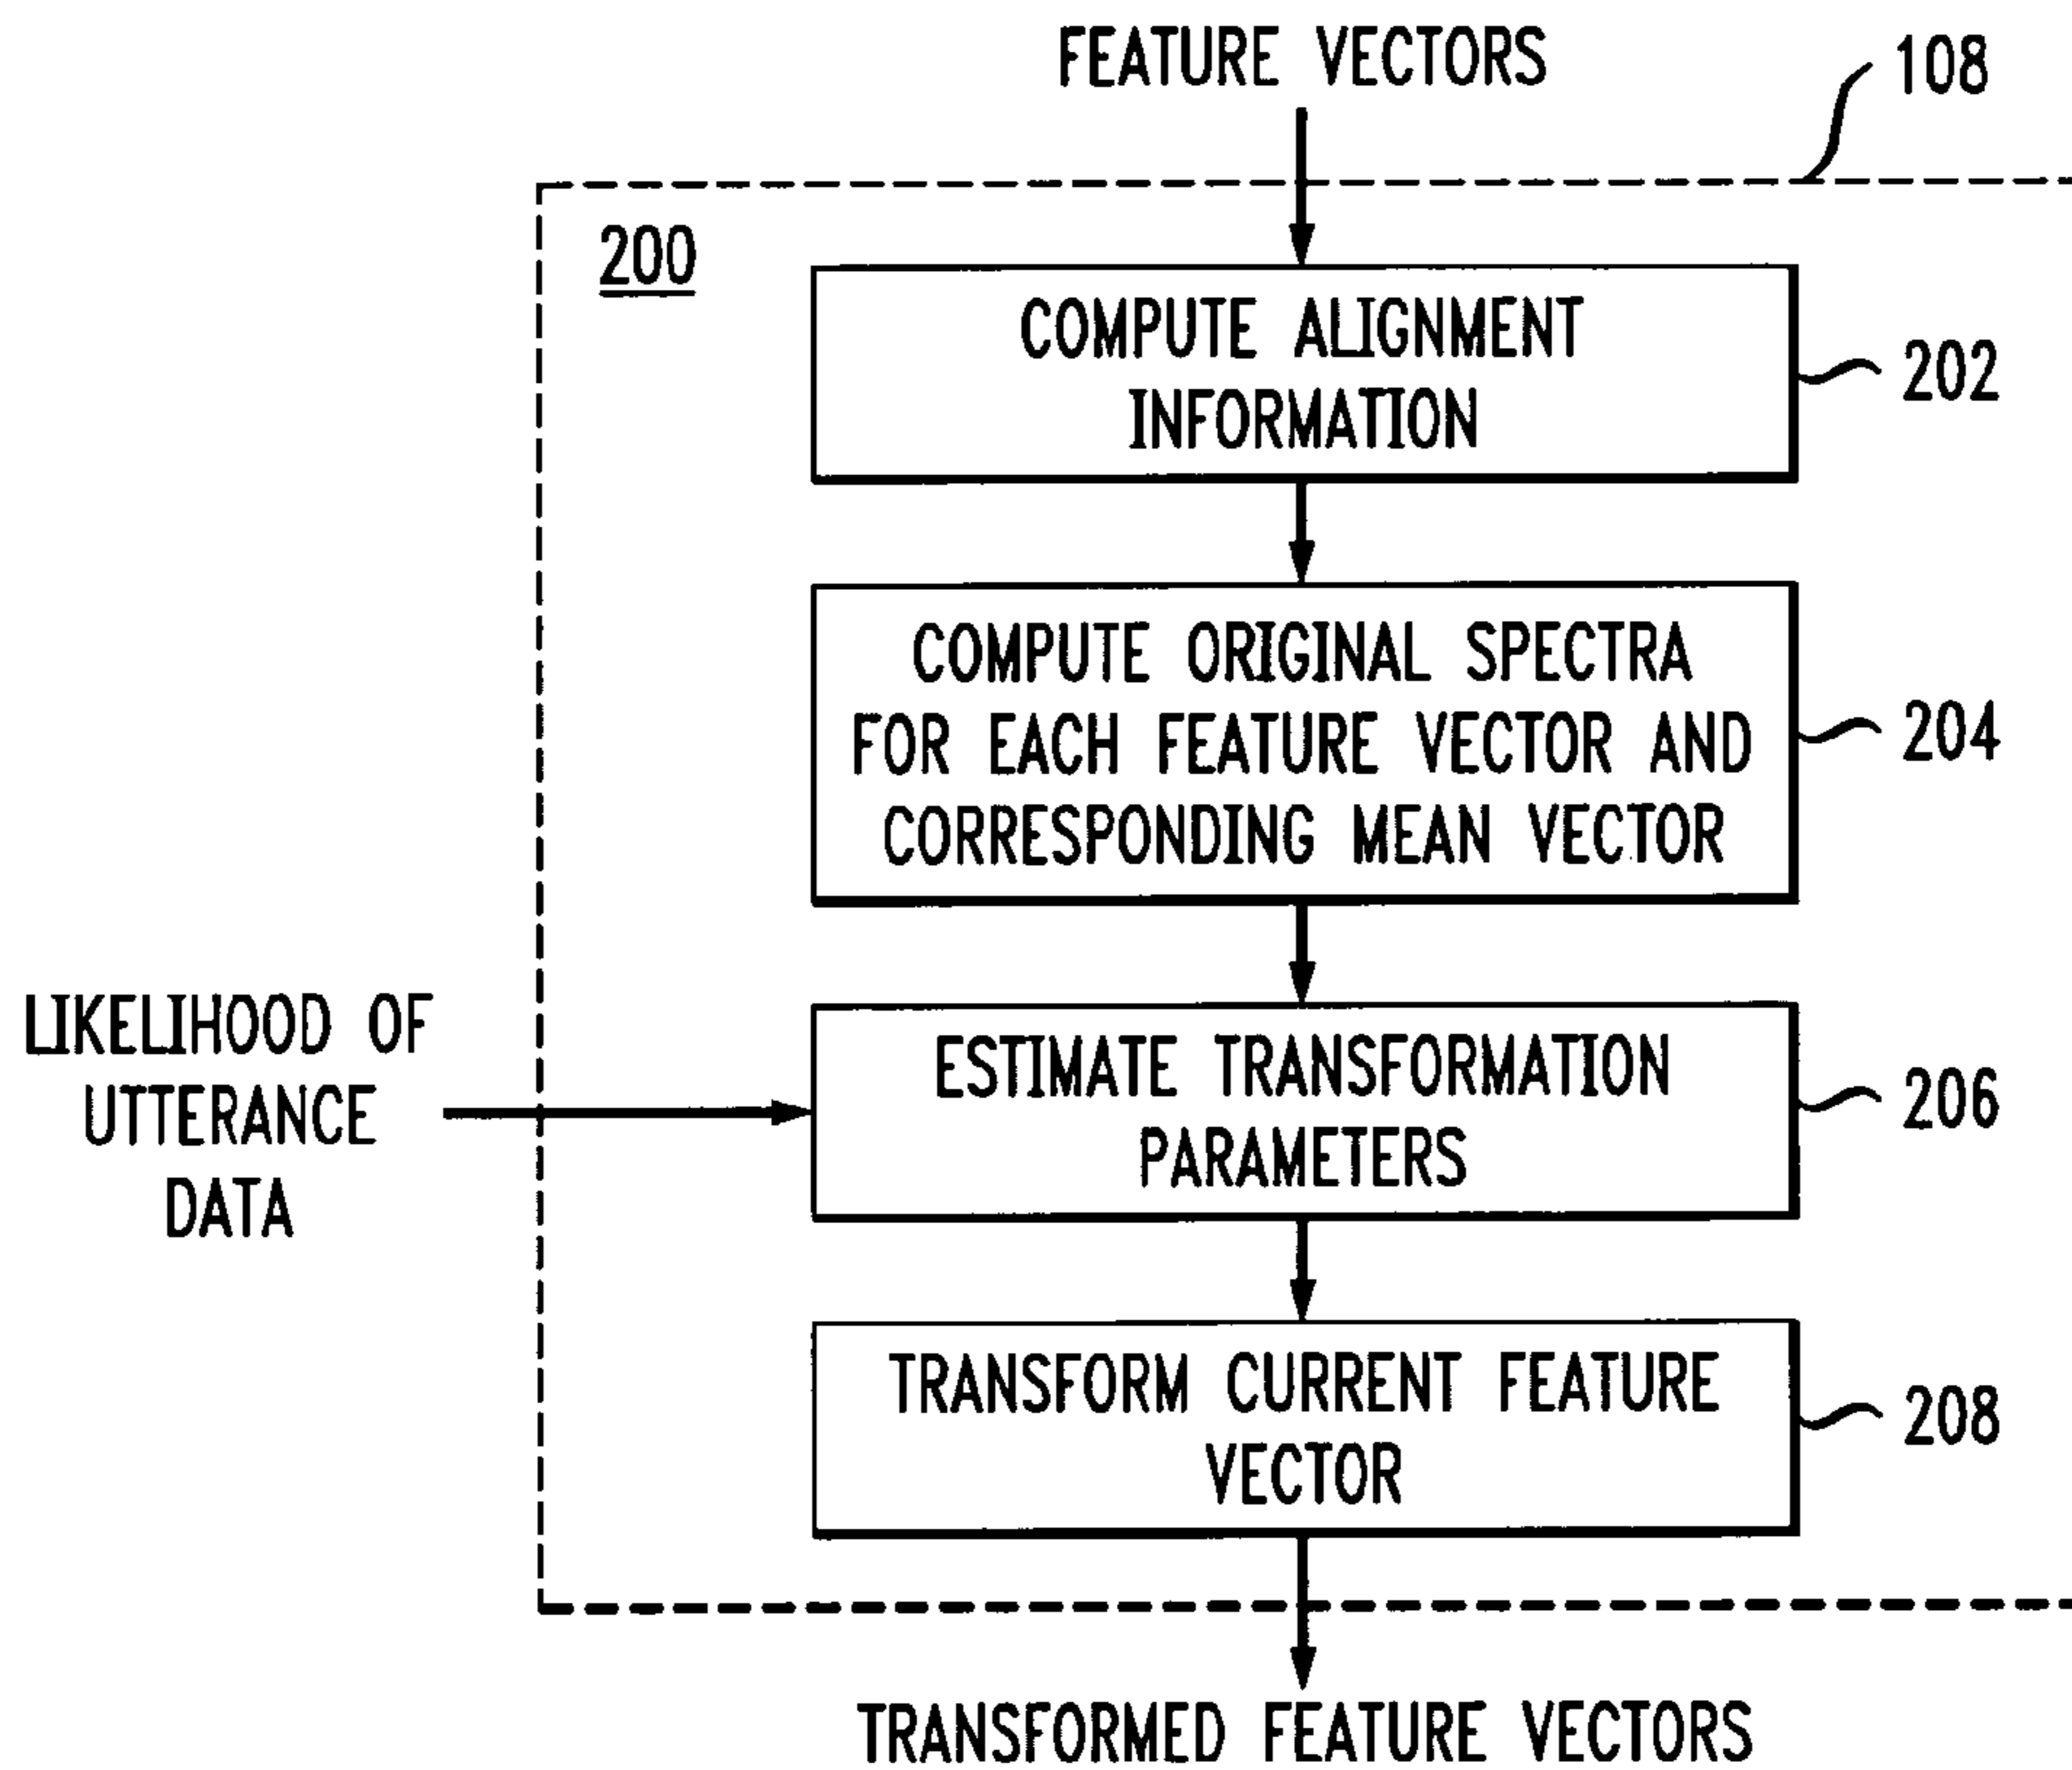 FEATURE VECTORS
108
200
COMPUTE ALIGNMENT
INFORMATION
202
COMPUTE ORIGINAL SPECTRA
FOR EACH FEATURE VECTOR AND
CORRESPONDING MEAN VECTOR
204
LIKELIHOOD OF
UTTERANCE
DATA
ESTIMATE TRANSFORMATION
PARAMETERS
206
TRANSFORM CURRENT FEATURE
VECTOR
208
TRANSFORMED FEATURE VECTORS